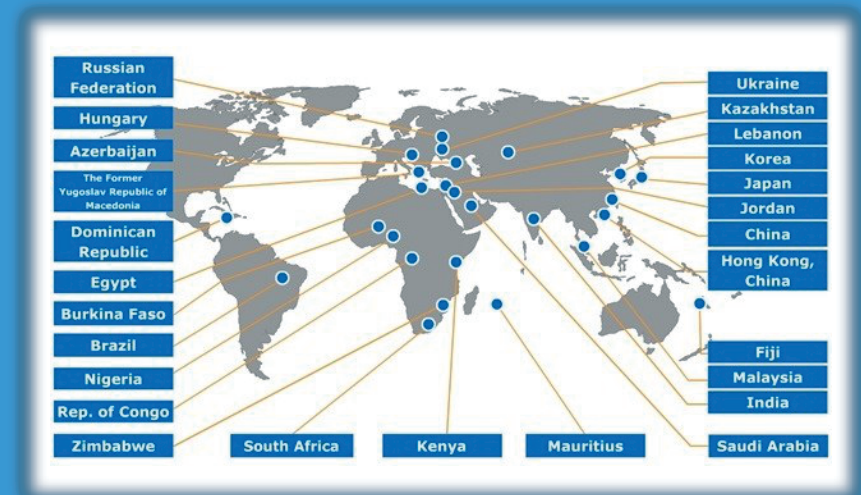 Russian
Federation
Hungary
Azerbaijan
The Former
Yugoslav Republic of
Macedonia
Dominican
Republic
Egypt
Burkina Faso
Brazil
Nigeria
Rep. of Congo
Zimbabwe
South Africa
Kenya
Mauritius
Ukraine
Kazakhstan
Lebanon
Korea
Japan
Jordan
China
Hong Kong,
China
Fiji
Malaysia
India
Saudi Arabia